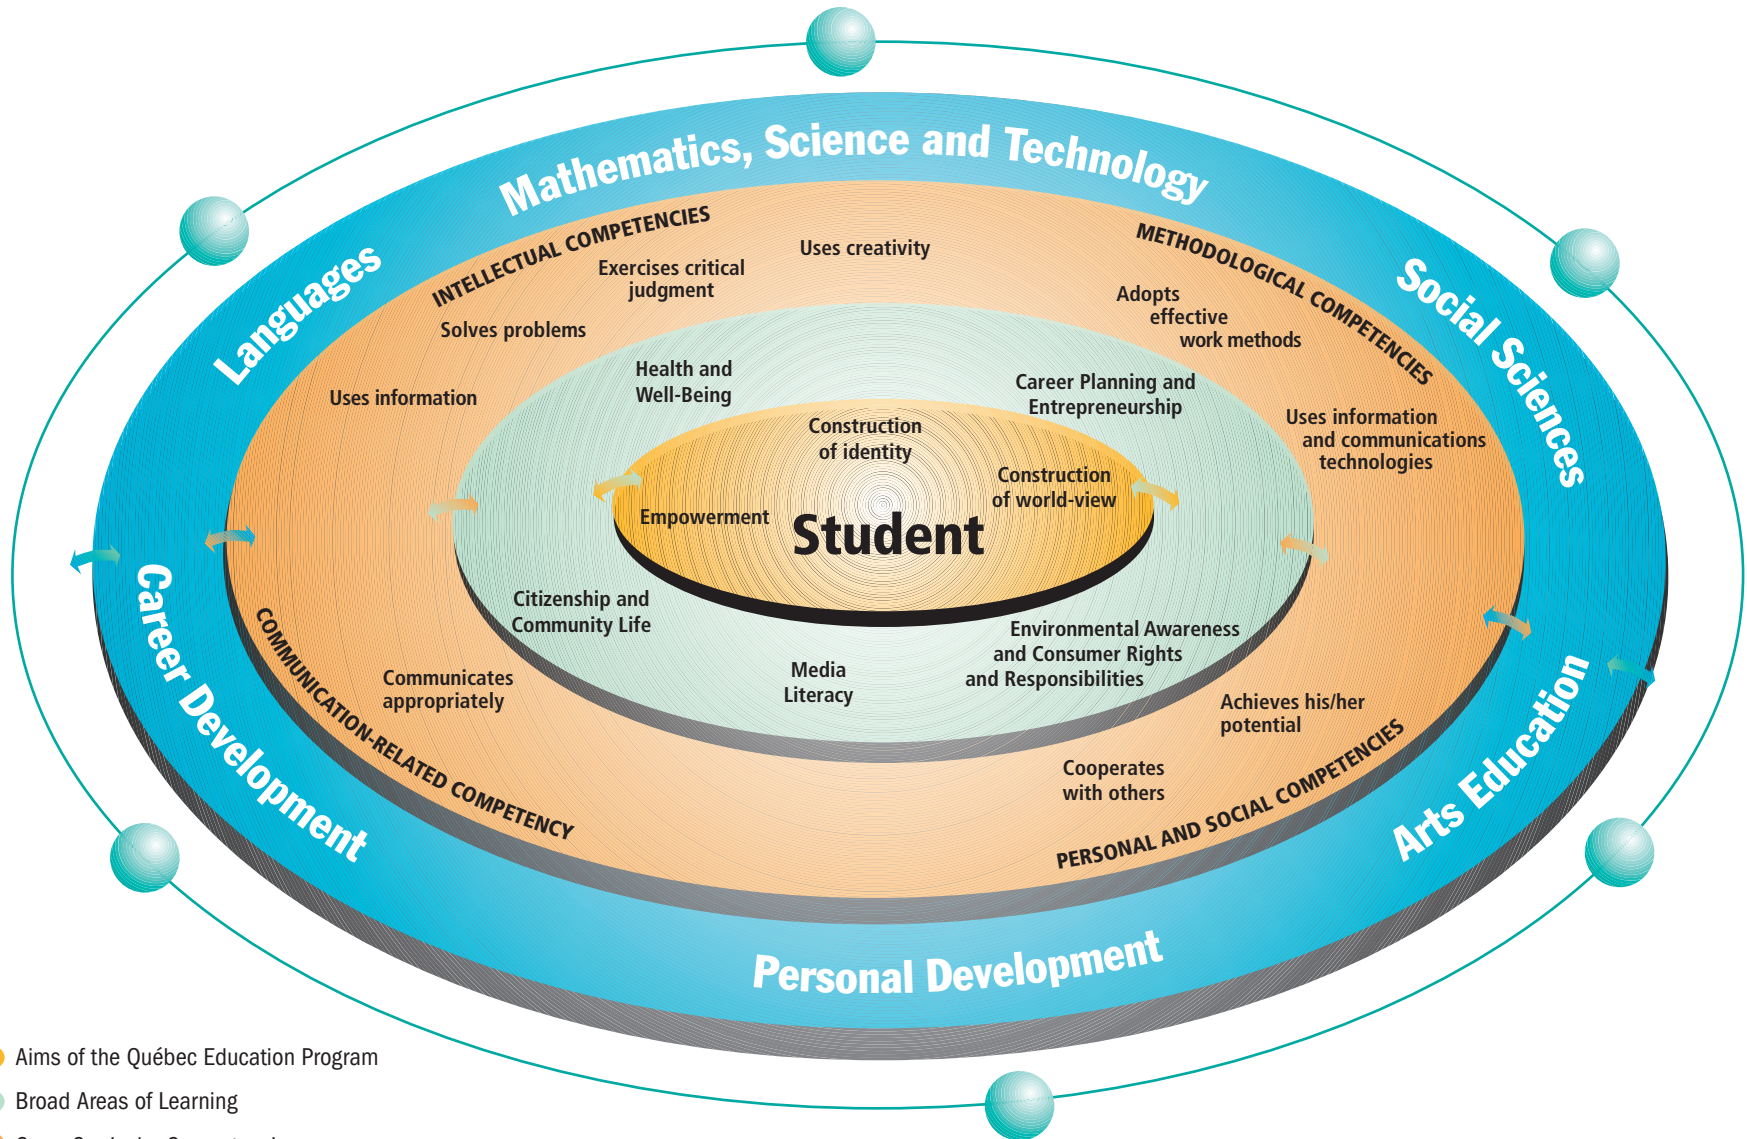 Mathematics, Science and Technology
Languages
Social Sciences
INTELLECTUAL COMPETENCIES
METHODOLOGICAL COMPETENCIES
Uses creativity
Exercises critical
judgment
Solves problems
Uses information
Adopts
effective
work methods
Uses information
and communications
technologies
Health and
Well-Being
Career Planning and
Entrepreneurship
Construction
of identity
Construction
of world-view
Empowerment
Student
Citizenship and
Community Life
Media
Literacy
Environmental Awareness
and Consumer Rights
and Responsibilities
Communicates
appropriately
Achieves his/her
potential
Cooperates
with others
COMMUNICATION-RELATED COMPETENCY
PERSONAL AND SOCIAL COMPETENCIES
Career Development
Arts Education
Personal Development
Aims of the Québec Education Program
Broad Areas of Learning